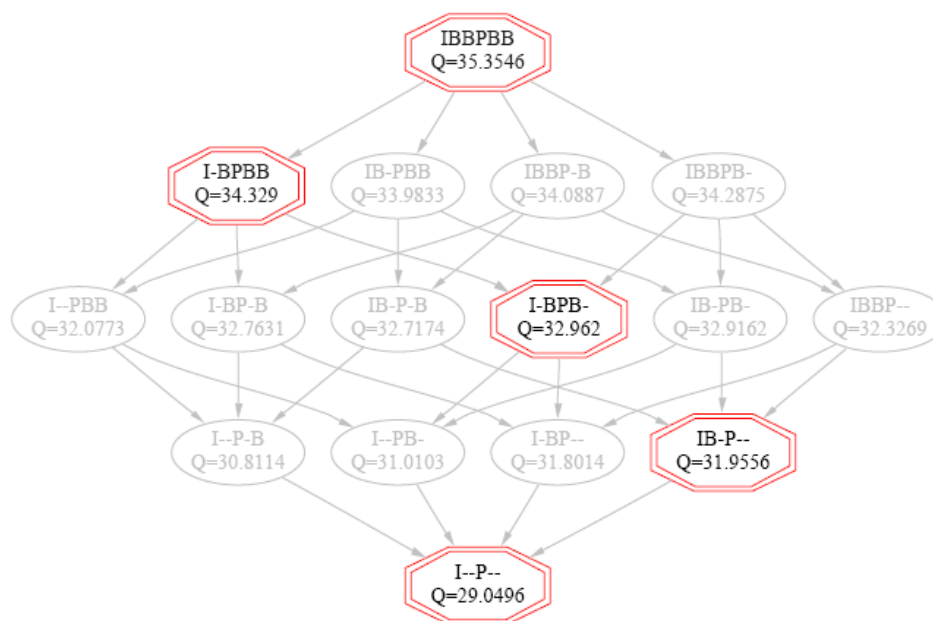 IBBPBB
Q=35.3546
I-BPBB
Q=34.329
IB-PBB
Q=33.9833
IBBP-B
Q=34.0887
IBBPB-
Q=34.2875
I--PBB
Q=32.0773
I-BP-B
Q=32.7631
IB-P-B
Q=32.7174
I-BPB-
Q=32.962
IB-PB-
Q=32.9162
IBBP--
Q=32.3269
I--P-B
Q=30.8114
I--PB-
Q=31.0103
I-BP--
Q=31.8014
IB-P--
Q=31.9556
I--P--
Q=29.0496